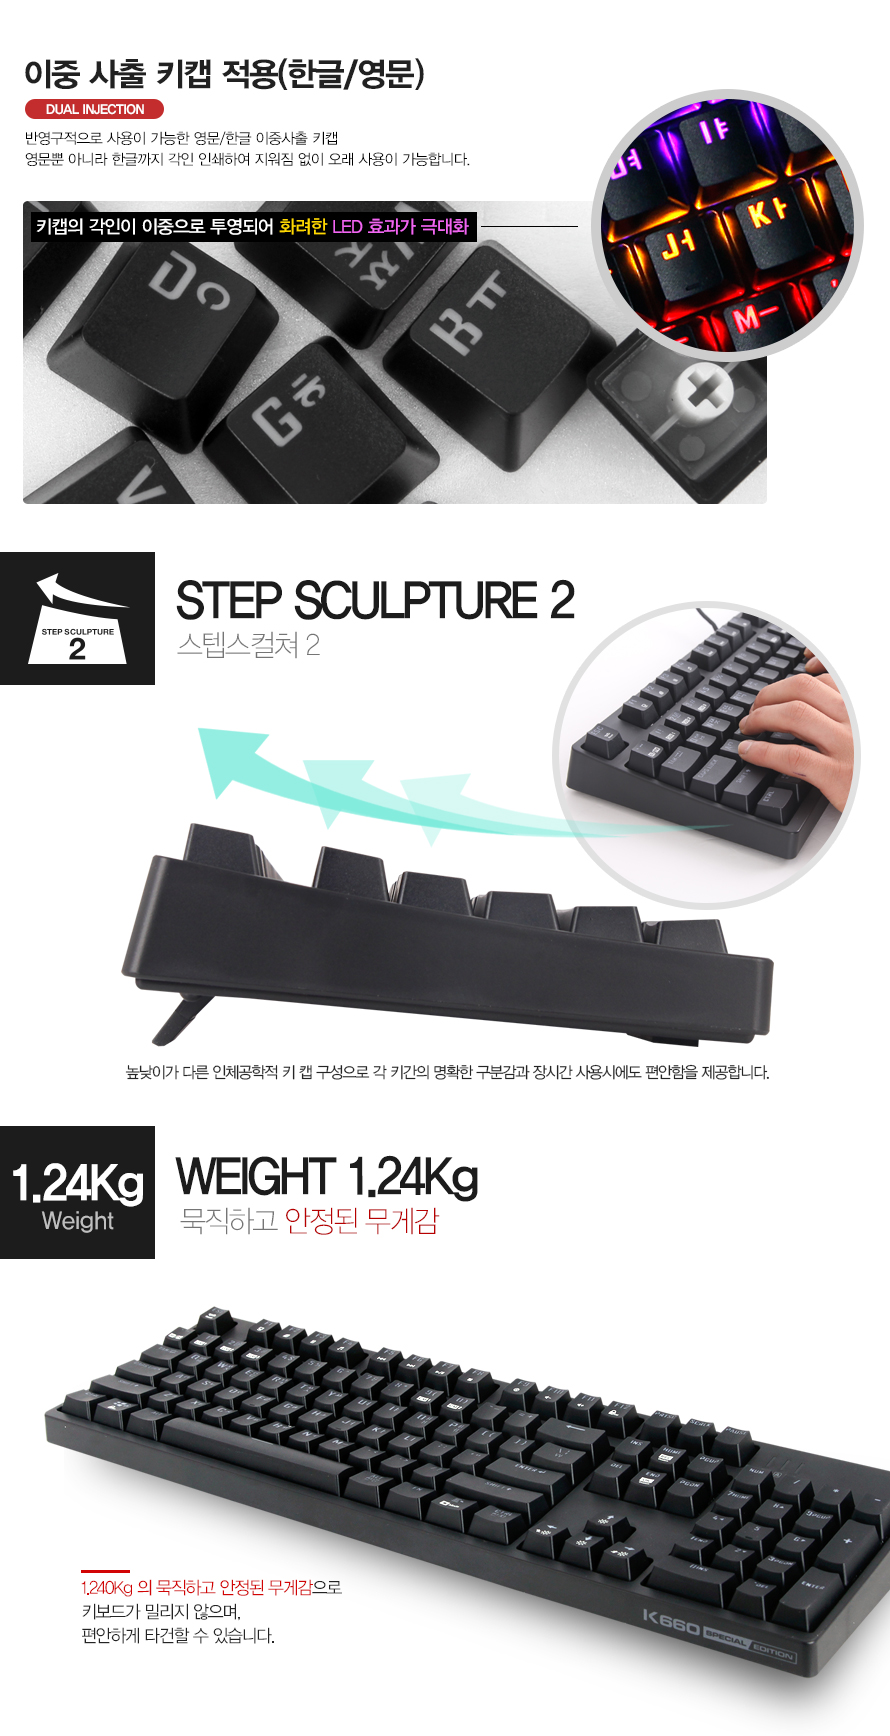 이중 사출 키캡 적용(한글/영문)
DUAL INJECTION
반영구적으로 사용이 가능한 영문/한글 이중사출 키캡
영문뿐 아니라 한글까지 각인 인쇄하여 지워짐 없이 오래 사용이 가능합니다.
키캡의 각인이 이중으로 투영되어 화려한 LED 효과가 극대화
D ㅇ
G ㅎ
K ㅏ
V
M ㅡ
STEP SCULPTURE
2
STEP SCULPTURE 2
스텝스컬쳐 2
높낮이가 다른 인체공학적 키 캡 구성으로 각 키간의 명확한 구분감과 장시간 사용시에도 편안함을 제공합니다.
1.24Kg
Weight
WEIGHT 1.24Kg
묵직하고 안정된 무게감
1.240Kg 의 묵직하고 안정된 무게감으로
키보드가 밀리지 않으며,
편안하게 타건할 수 있습니다.
K660 SPECIAL EDITION